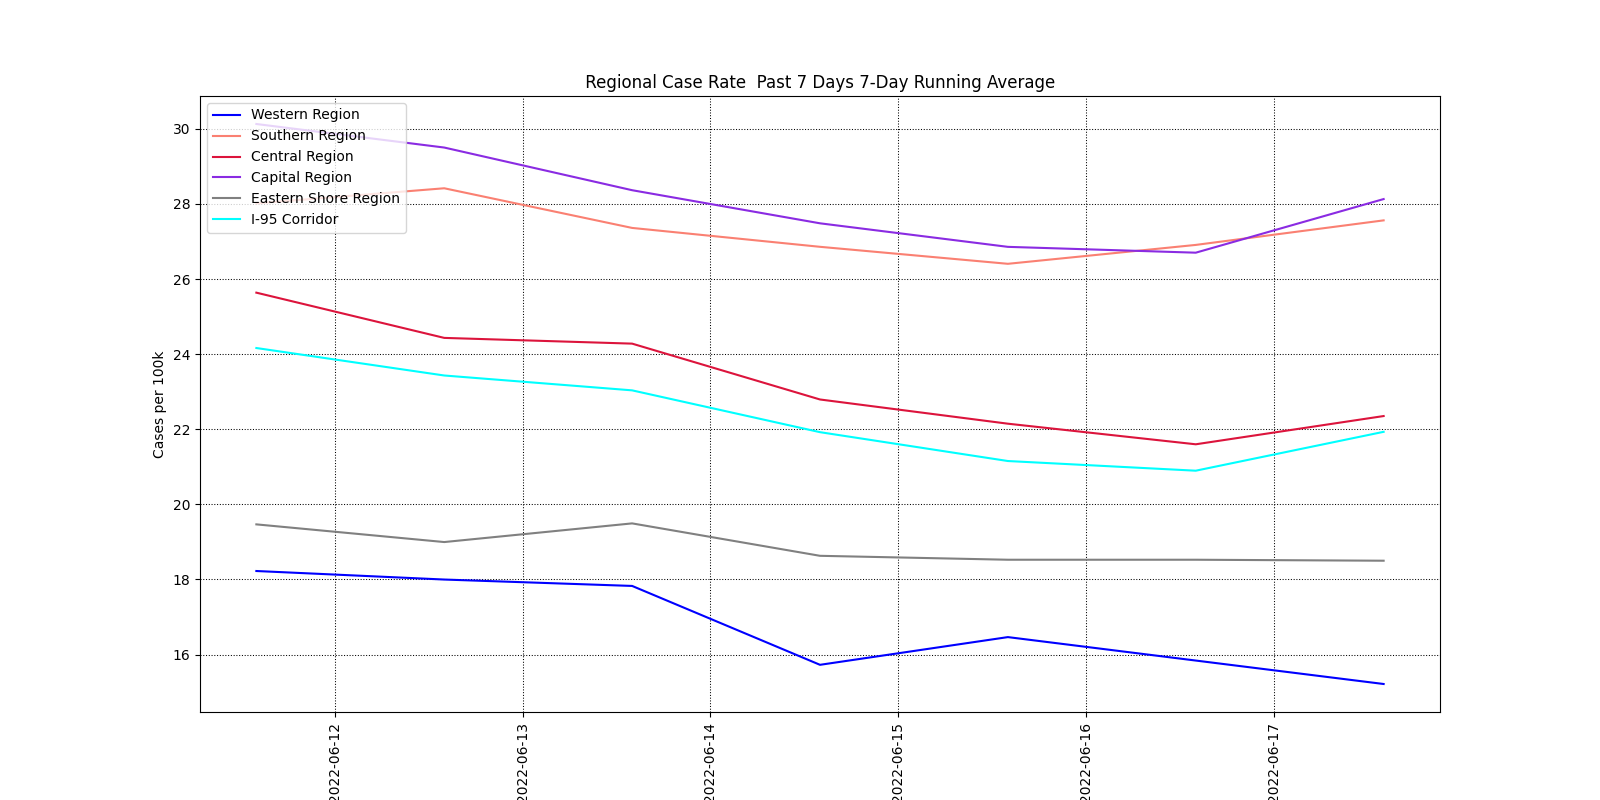 Regional Case Rate  Past 7 Days 7-Day Running Average
Western Region
Southern Region
Central Region
Capital Region
Eastern Shore Region
I-95 Corridor
Cases per 100k
30
28
26
24
22
20
18
16
2022-06-12
2022-06-13
2022-06-14
2022-06-15
2022-06-16
2022-06-17